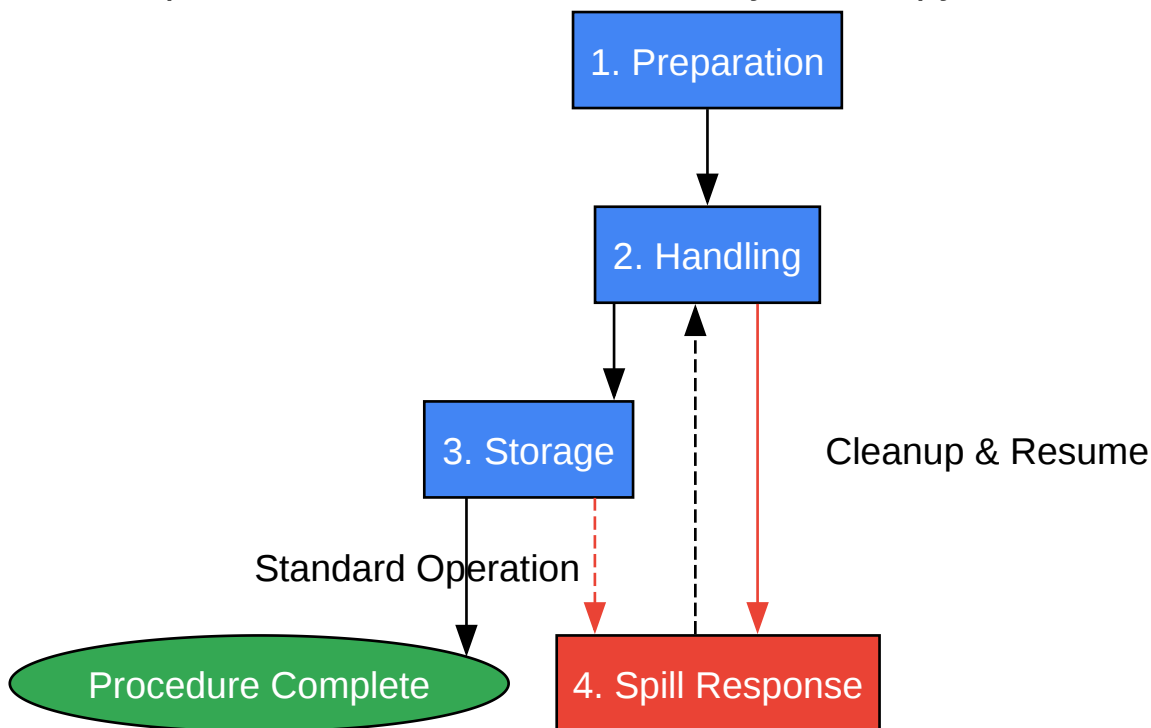 1. Preparation
2. Handling
3. Storage
Cleanup & Resume
Standard Operation
Procedure Complete
4. Spill Response